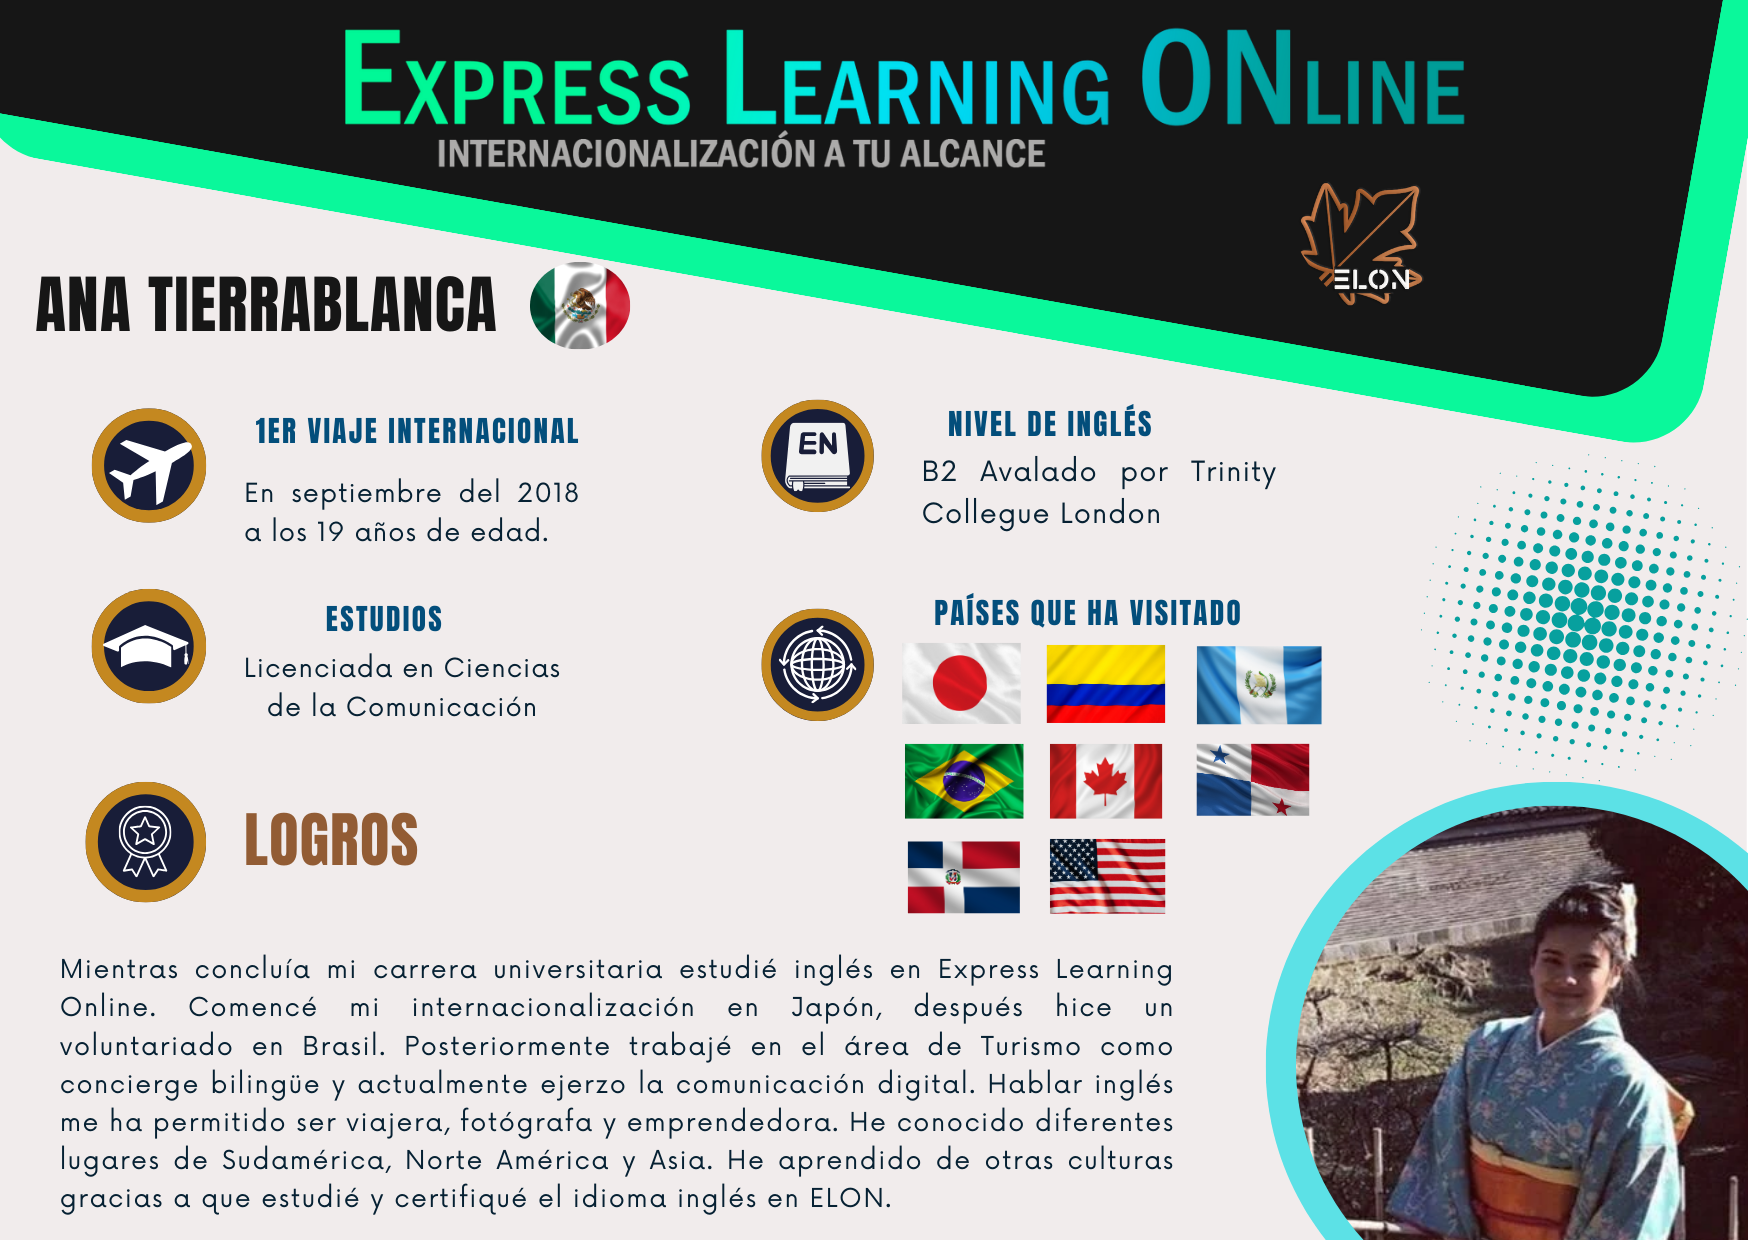 EXPRESS LEARNING ONLINE
INTERNACIONALIZACIÓN A TU ALCANCE
ELON
ANA TIERRABLANCA
1ER VIAJE INTERNACIONAL
En septiembre del 2018
a los 19 años de edad.
EN
NIVEL DE INGLÉS
B2 Avalado por Trinity
Collegue London
ESTUDIOS
Licenciada en Ciencias
de la Comunicación
PAÍSES QUE HA VISITADO
LOGROS
Mientras concluía mi carrera universitaria estudié inglés en Express Learning
Online. Comencé mi internacionalización en Japón, después hice un
voluntariado en Brasil. Posteriormente trabajé en el área de Turismo como
concierge bilingüe y actualmente ejerzo la comunicación digital. Hablar inglés
me ha permitido ser viajera, fotógrafa y emprendedora. He conocido diferentes
lugares de Sudamérica, Norte América y Asia. He aprendido de otras culturas
gracias a que estudié y certifiqué el idioma inglés en ELON.